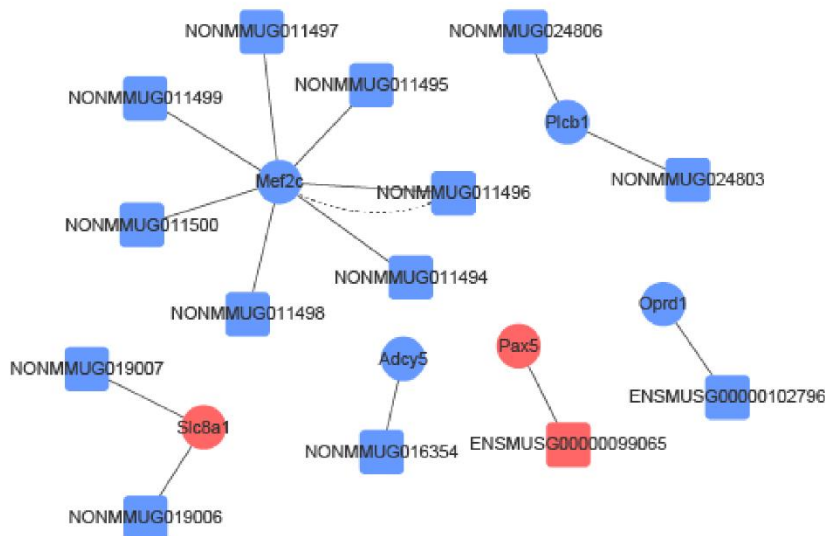 NONMMUG011497
NONMMUG024806
NONMMUG011499
NONMMUG011495
Plcb1
Mef2c
NONMMUG011496
NONMMUG024803
NONMMUG011500
NONMMUG011494
NONMMUG011498
Oprd1
Adcy5
Pax5
NONMMUG019007
ENSMUSG00000102796
Slc8a1
NONMMUG016354
ENSMUSG00000099065
NONMMUG019006